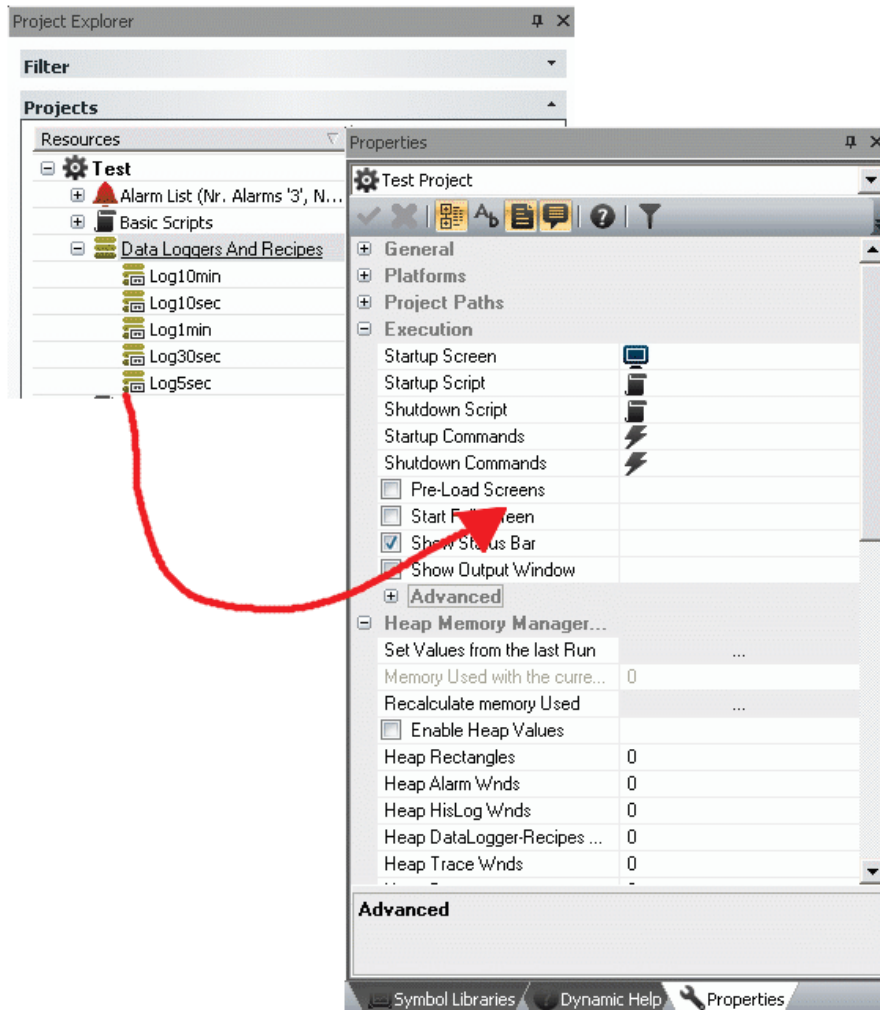 Project Explorer
Filter
Projects
Resources
Test
Alarm List (Nr. Alarms '3', N...
Basic Scripts
Data Loggers And Recipes
Log10min
Log10sec
Log1min
Log30sec
Log5sec
Properties
Test Project
General
Platforms
Project Paths
Execution
Startup Screen
Startup Script
Shutdown Script
Startup Commands
Shutdown Commands
Pre-Load Screens
Start
Show Status Bar
Show Output Window
Advanced
Heap Memory Manager...
Set Values from the last Run ...
Memory Used with the curre... 0
Recalculate memory Used ...
Enable Heap Values
Heap Rectangles 0
Heap Alarm Wnds 0
Heap HisLog Wnds 0
Heap DataLogger-Recipes ... 0
Heap Trace Wnds 0
Advanced
Symbol Libraries Dynamic Help Properties